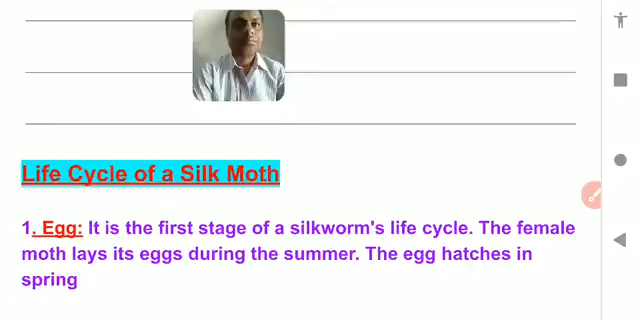 Life Cycle of a Silk Moth
1. Egg: It is the first stage of a silkworm's life cycle. The female
moth lays its eggs during the summer. The egg hatches in
spring